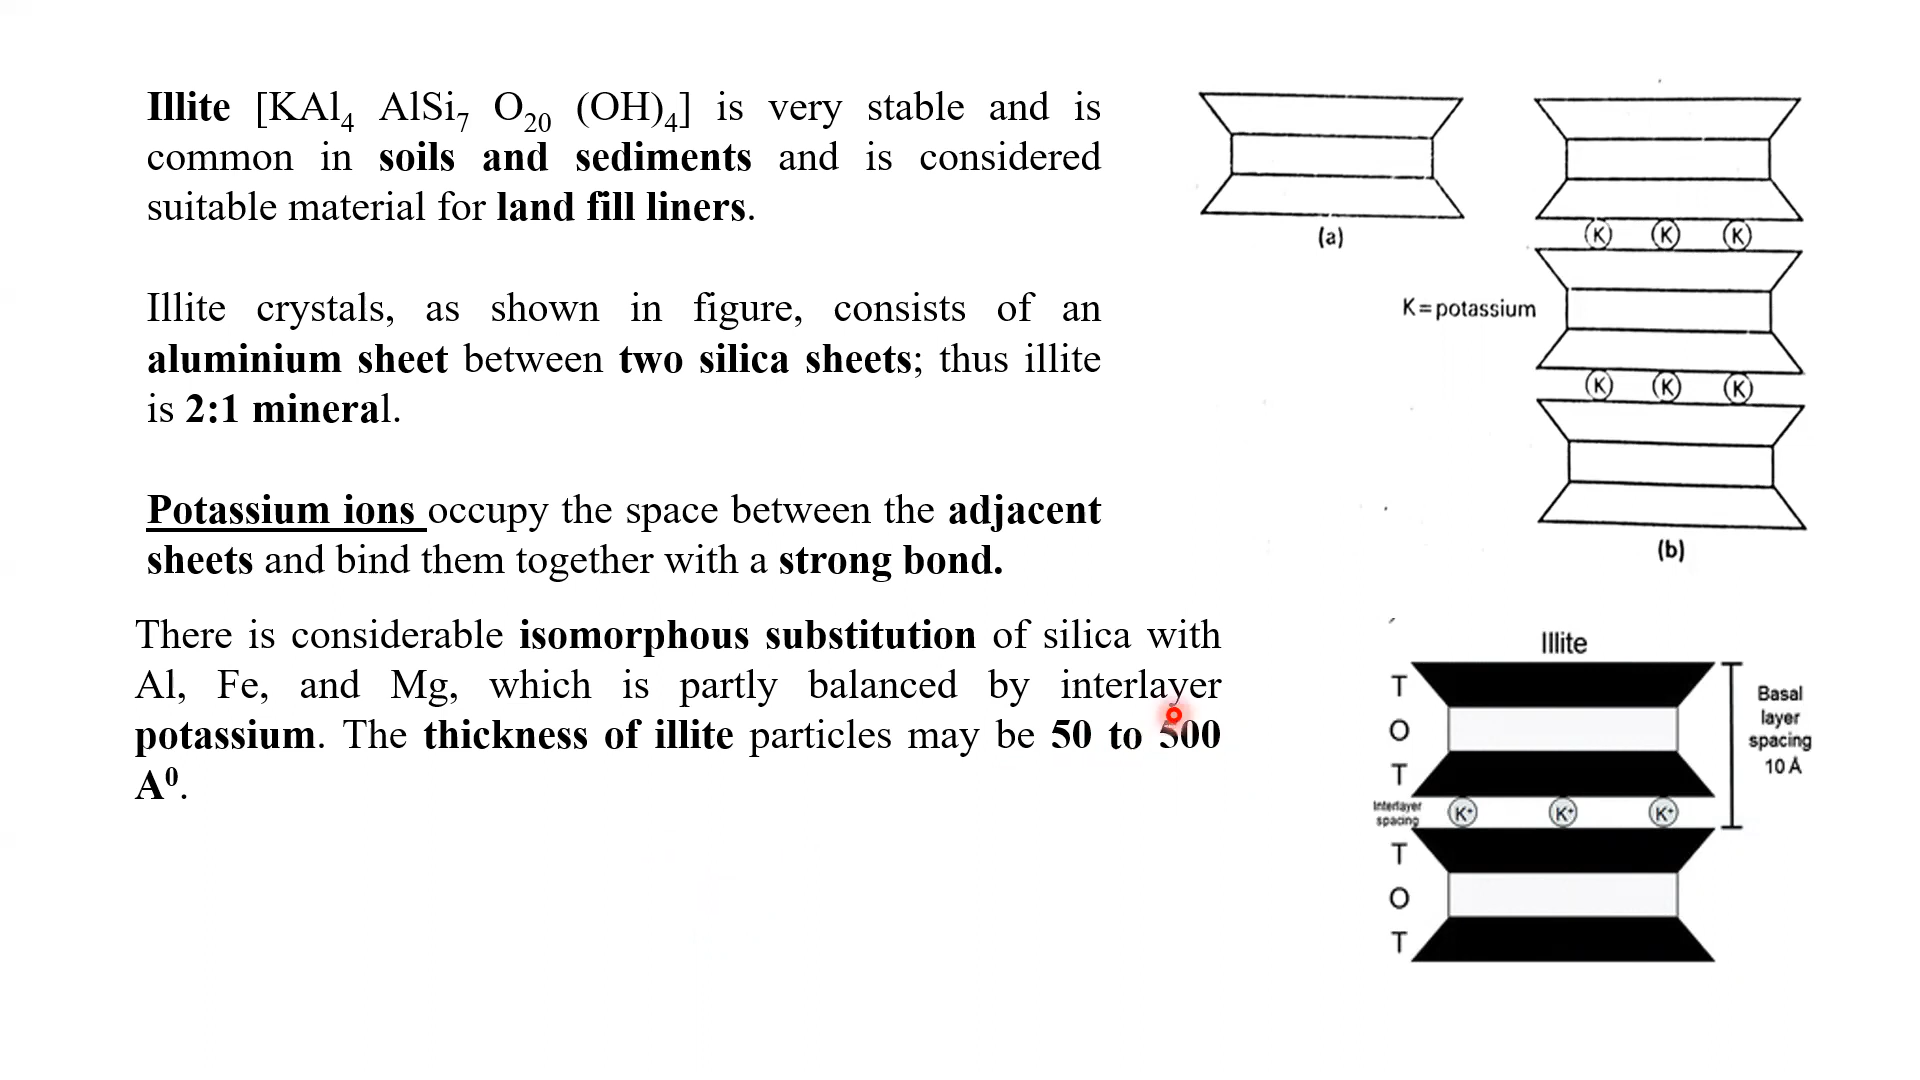 Illite [KAl₄ AlSi₇ O₂₀ (OH)₄] is very stable and is
common in soils and sediments and is considered
suitable material for land fill liners.
Illite crystals, as shown in figure, consists of an
aluminium sheet between two silica sheets; thus illite
is 2:1 mineral.
Potassium ions occupy the space between the adjacent
sheets and bind them together with a strong bond.
There is considerable isomorphous substitution of silica with
Al, Fe, and Mg, which is partly balanced by interlayer
potassium. The thickness of illite particles may be 50 to 500
A⁰.
(a)
K K K
K=potassium
K K K
(b)
Illite
T
O
T
Interlayer
spacing
K⁺ K⁺ K⁺
T
O
T
Basal
layer
spacing
10 Å